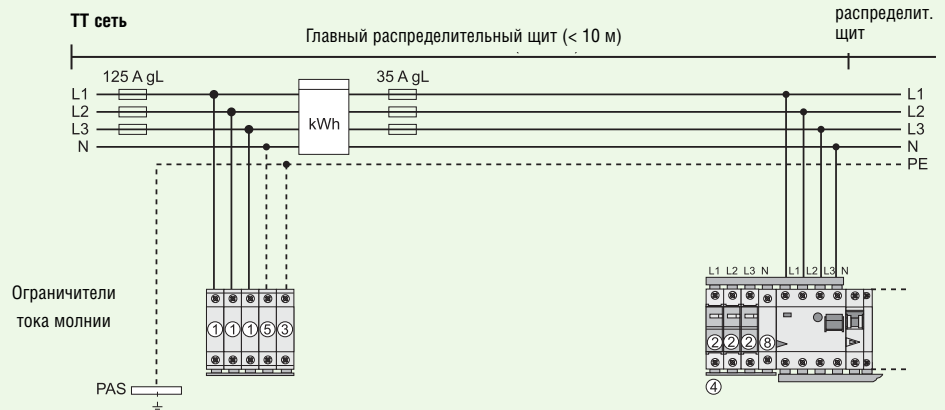 ТТ сеть
Главный распределительный щит (< 10 м)
распределит.
щит
125 A gL
35 A gL
L1
L2
L3
N
kWh
L1
L2
L3
N
PE
Ограничители
тока молнии
1 1 1 5 3
PAS
L1 L2 L3 N L1 L2 L3 N
2 2 2 8
4